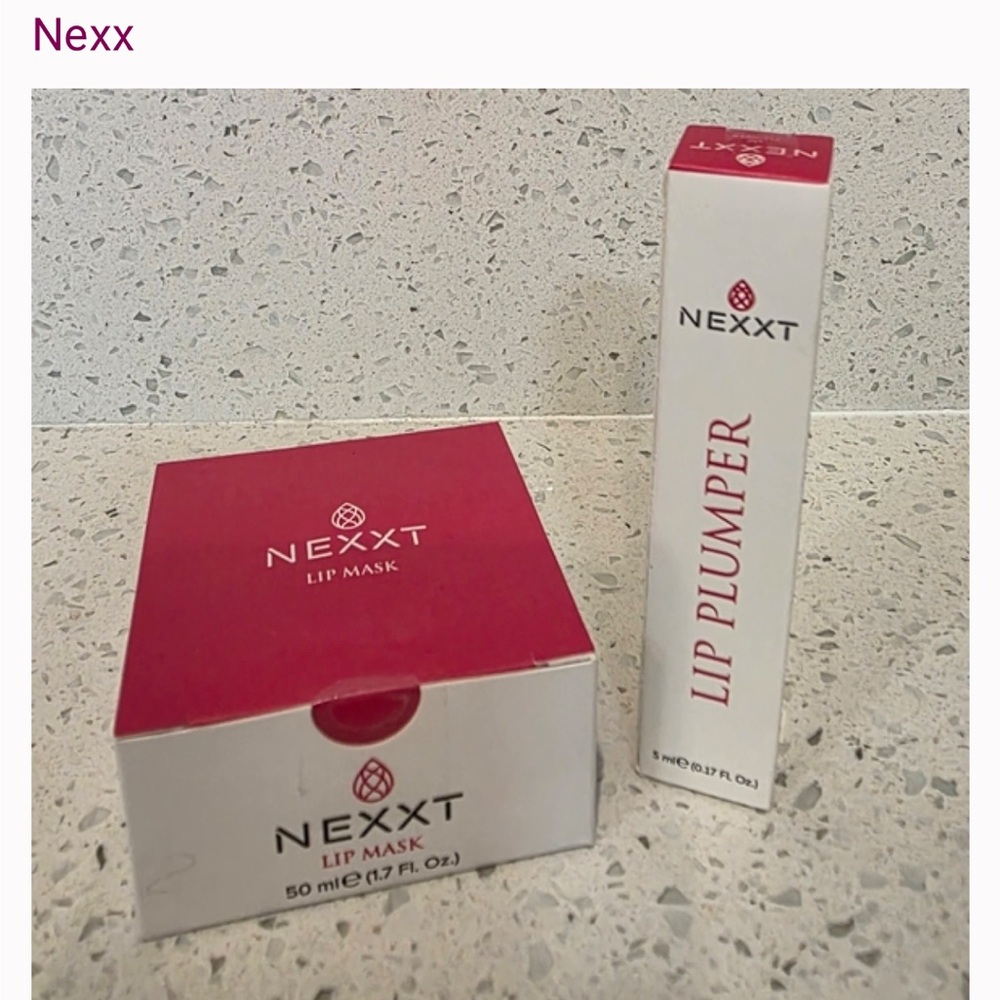 Nexx
NEXXT
NEXXT
LIP PLUMPER
5 ml℮ (0.17 FL Oz.)
NEXXT
LIP MASK
NEXXT
LIP MASK
50 ml℮ (1.7 Fl. Oz.)